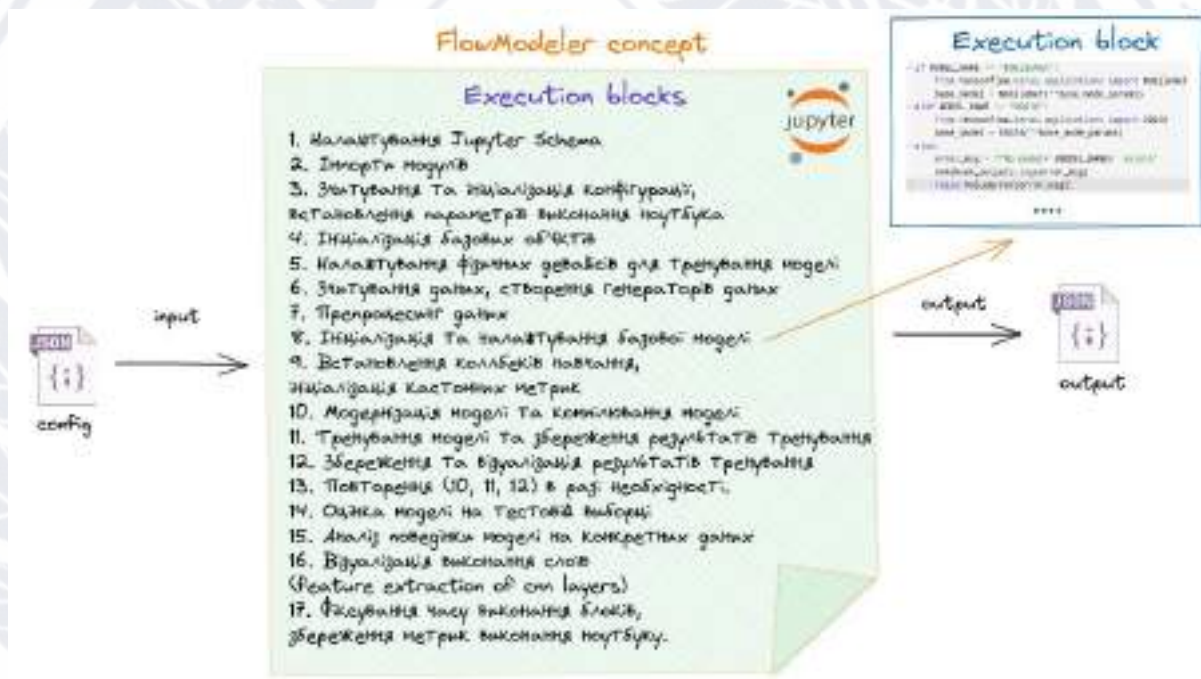 FlowModeler concept
Execution blocks
jupyter
1. Налаштування Jupyter Schema
2. Імпорти модулів
3. Зчитування та ініціалізація конфігурації,
встановлення параметрів виконання ноутбука
4. Ініціалізація базових об'єктів
5. Налаштування фізичних девайсів для тренування моделі
6. Зчитування даних, створення генераторів даних
7. Препроцесинг даних
8. Ініціалізація та налаштування базової моделі
9. Встановлення коллбеків навчання,
ініціалізація кастомних метрик
10. Модернізація моделі та компілювання моделі
11. Тренування моделі та збереження результатів тренування
12. Збереження та візуалізація результатів тренування
13. Повторення (10, 11, 12) в разі необхідності.
14. Оцінка моделі на тестовій виборці
15. Аналіз поведінки моделі на конкретних даних
16. Візуалізація виконання слоїв
(feature extraction of cnn layers)
17. Фіксування часу виконання блоків,
збереження метрик виконання ноутбуку.
JSON
{;}
config
input
Execution block
output
JSON
{;}
output